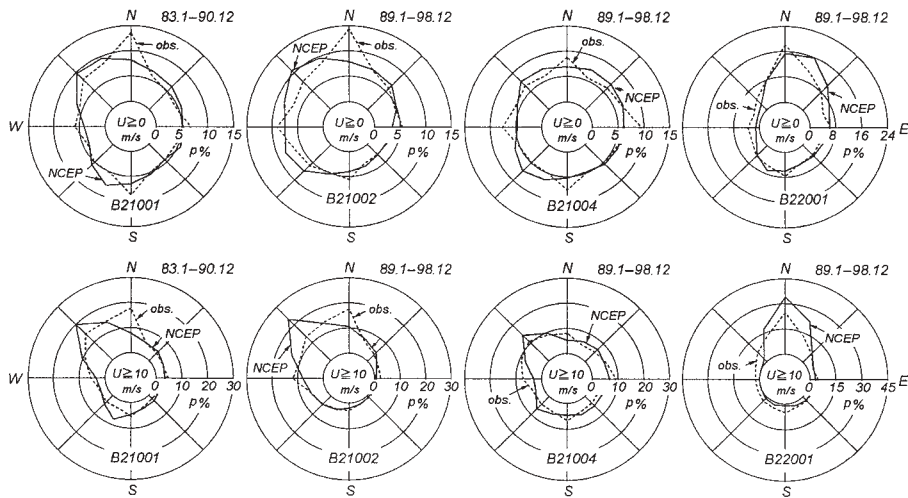 N 83.1–90.12 N 89.1–98.12 N 89.1–98.12 N 89.1–98.12
obs. NCEP obs. obs. NCEP obs. NCEP
W U≧0 m/s 0 5 10 15 U≧0 m/s 0 5 10 15 U≧0 m/s 0 5 10 15 U≧0 m/s 0 8 16 24 E
NCEP p% p% p% p%
B21001 B21002 B21004 B22001
S S S S
N 83.1–90.12 N 89.1–98.12 N 89.1–98.12 N 89.1–98.12
obs. NCEP obs. NCEP NCEP obs.
W U≧10 m/s 0 10 20 30 U≧10 m/s 0 10 20 30 U≧10 m/s 0 10 20 30 U≧10 m/s 0 15 30 45 E
p% p% obs. p% p%
B21001 B21002 B21004 B22001
S S S S